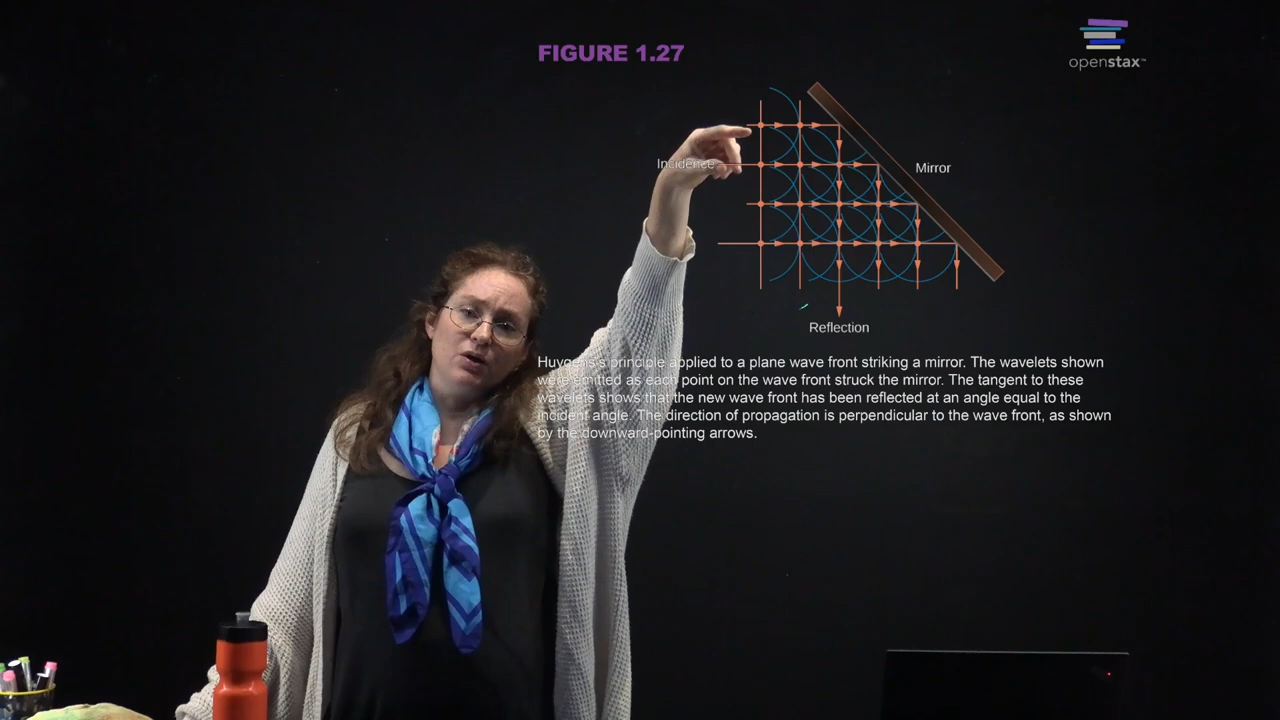 FIGURE 1.27
openstax™
Incidence
Mirror
Reflection
Huygens's principle applied to a plane wave front striking a mirror. The wavelets shown
were emitted as each point on the wave front struck the mirror. The tangent to these
wavelets shows that the new wave front has been reflected at an angle equal to the
incident angle. The direction of propagation is perpendicular to the wave front, as shown
by the downward-pointing arrows.